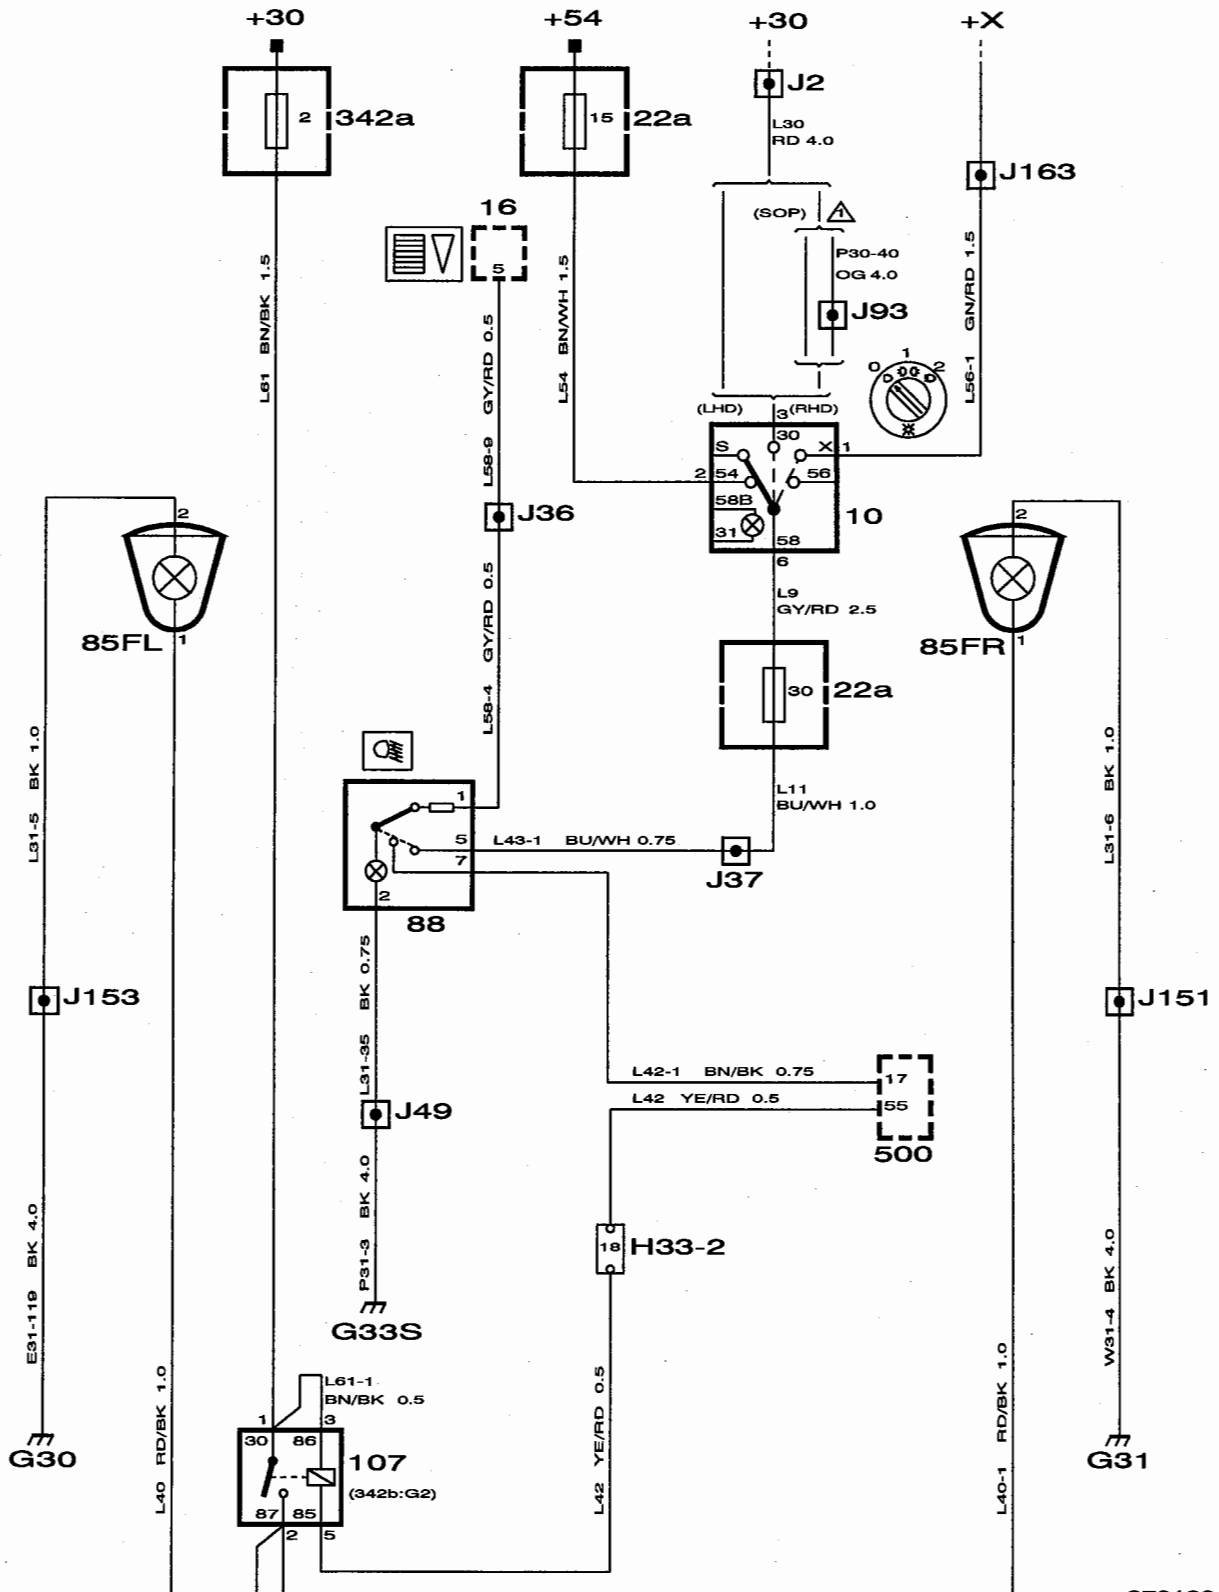 +30
+54
+30
+X
2
342a
15
22a
J2
L30
RD 4.0
J163
16
5
(SOP)
1
P30-40
OG 4.0
J93
L61 BN/BK 1.5
L58-9 GY/RD 0.5
L54 BN/WH 1.5
L56-1 GN/RD 1.5
0
1
2
(LHD)
3
(RHD)
S
30
X
1
2
54
56
58B
31
58
10
6
J36
2
85FL
1
2
85FR
1
L9
GY/RD 2.5
L58-4 GY/RD 0.5
30
22a
L11
BU/WH 1.0
L31-5 BK 1.0
L31-6 BK 1.0
1
5
7
2
88
L43-1 BU/WH 0.75
J37
L31-35 BK 0.75
J153
J151
L42-1 BN/BK 0.75
17
L42 YE/RD 0.5
55
500
J49
P31-3 BK 4.0
G33S
18
H33-2
E31-119 BK 4.0
W31-4 BK 4.0
G30
G31
L40 RD/BK 1.0
L61-1
BN/BK 0.5
1
3
30
86
107
(342b:G2)
87
85
2
5
L42 YE/RD 0.5
L40-1 RD/BK 1.0